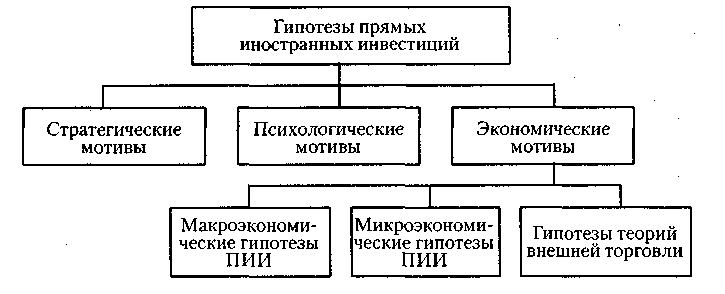 Гипотезы прямых
иностранных инвестиций
Стратегические
мотивы
Психологические
мотивы
Экономические
мотивы
Макроэкономи-
ческие гипотезы
ПИИ
Микроэкономи-
ческие гипотезы
ПИИ
Гипотезы теорий
внешней торговли